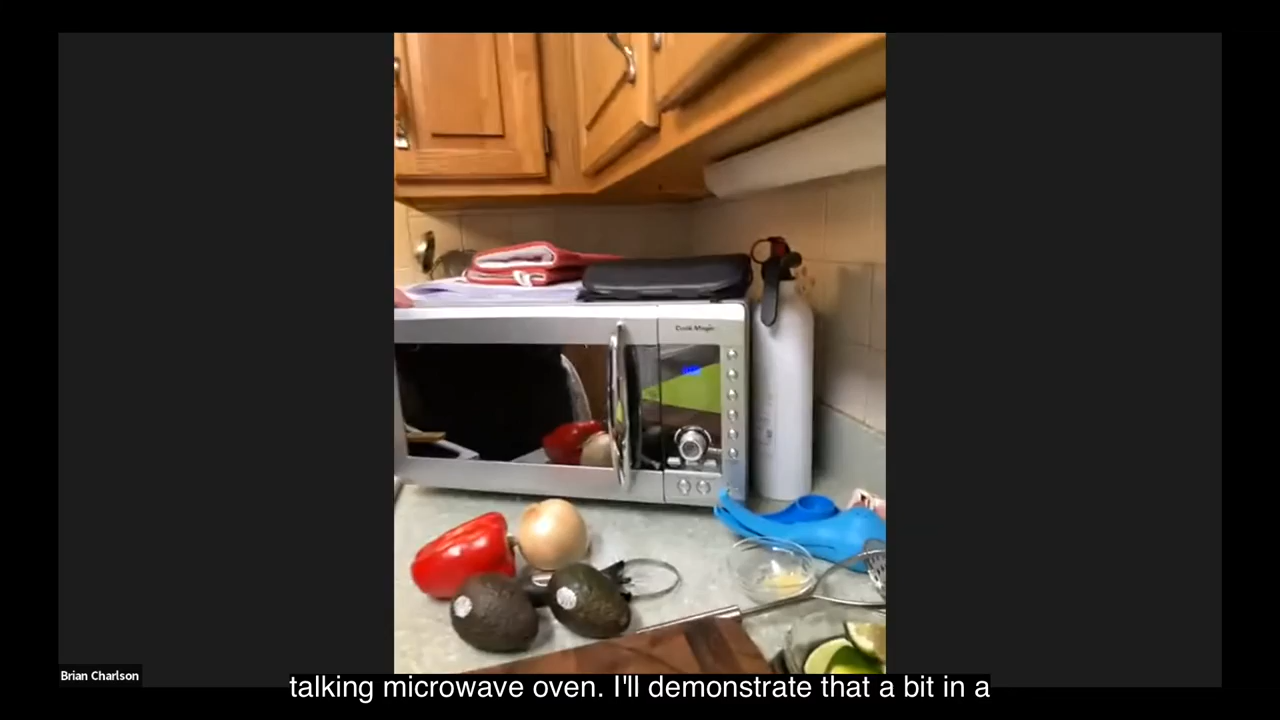 Cook Magic
Brian Charlson
talking microwave oven. I'll demonstrate that a bit in a